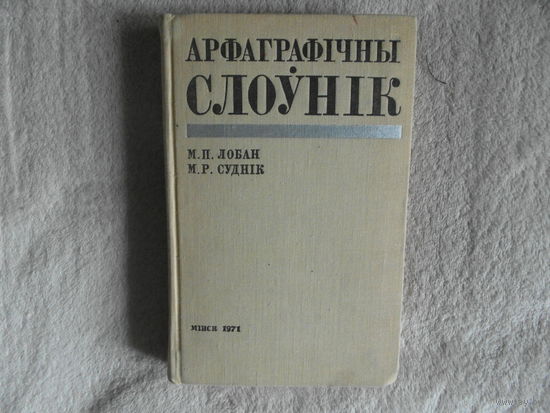 АРФАГРАФІЧНЫ
СЛОЎНІК
М.П. ЛОБАН
М.Р. СУДНІК
МІНСК 1971